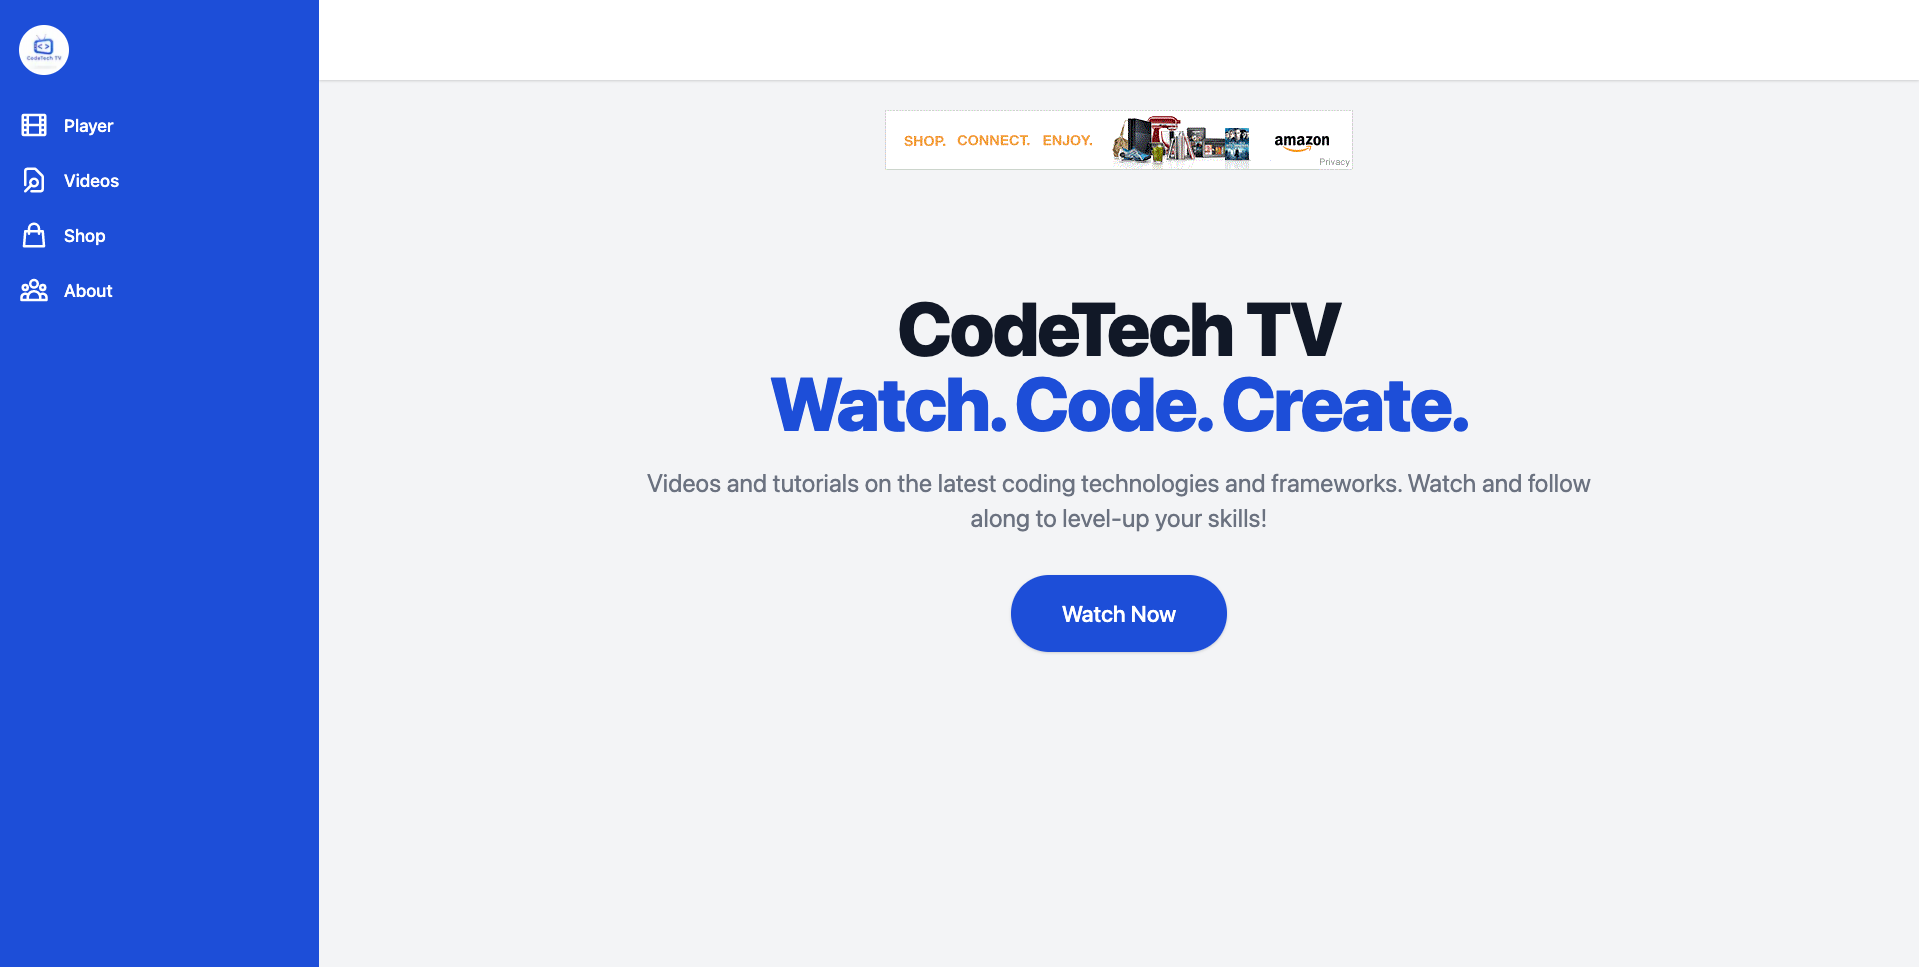 CodeTech TV
Player
Videos
Shop
About
SHOP. CONNECT. ENJOY.
amazon
Privacy
CodeTech TV
Watch. Code. Create.
Videos and tutorials on the latest coding technologies and frameworks. Watch and follow
along to level-up your skills!
Watch Now